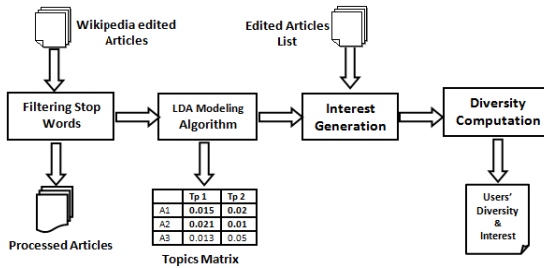 Wikipedia edited
Articles
Edited Articles
List
Filtering Stop
Words
LDA Modeling
Algorithm
Interest
Generation
Diversity
Computation
Processed Articles
Tp 1 Tp 2
A1 0.015 0.02
A2 0.021 0.01
A3 0.013 0.05
Topics Matrix
Users'
Diversity
&
Interest